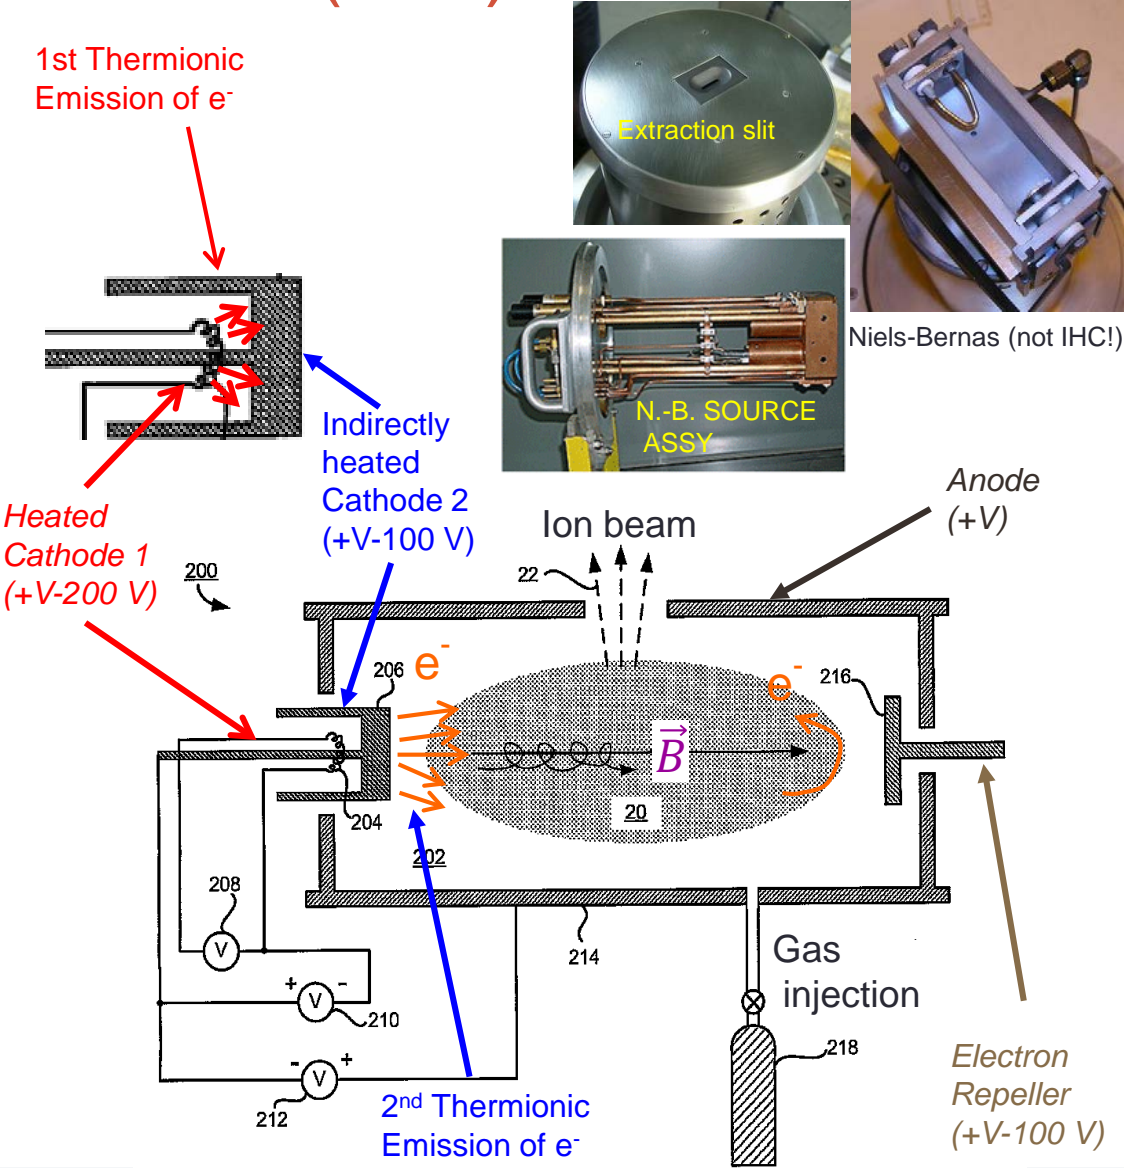 1st Thermionic
Emission of e-
Extraction slit
Niels-Bernas (not IHC!)
N.-B. SOURCE
ASSY
Indirectly
heated
Cathode 2
(+V-100 V)
Heated
Cathode 1
(+V-200 V)
Anode
(+V)
Ion beam
200
22
206
e-
e-
216
B
20
204
202
208
V
214
Gas
injection
+ V -
210
218
- V +
212
2nd Thermionic
Emission of e-
Electron
Repeller
(+V-100 V)